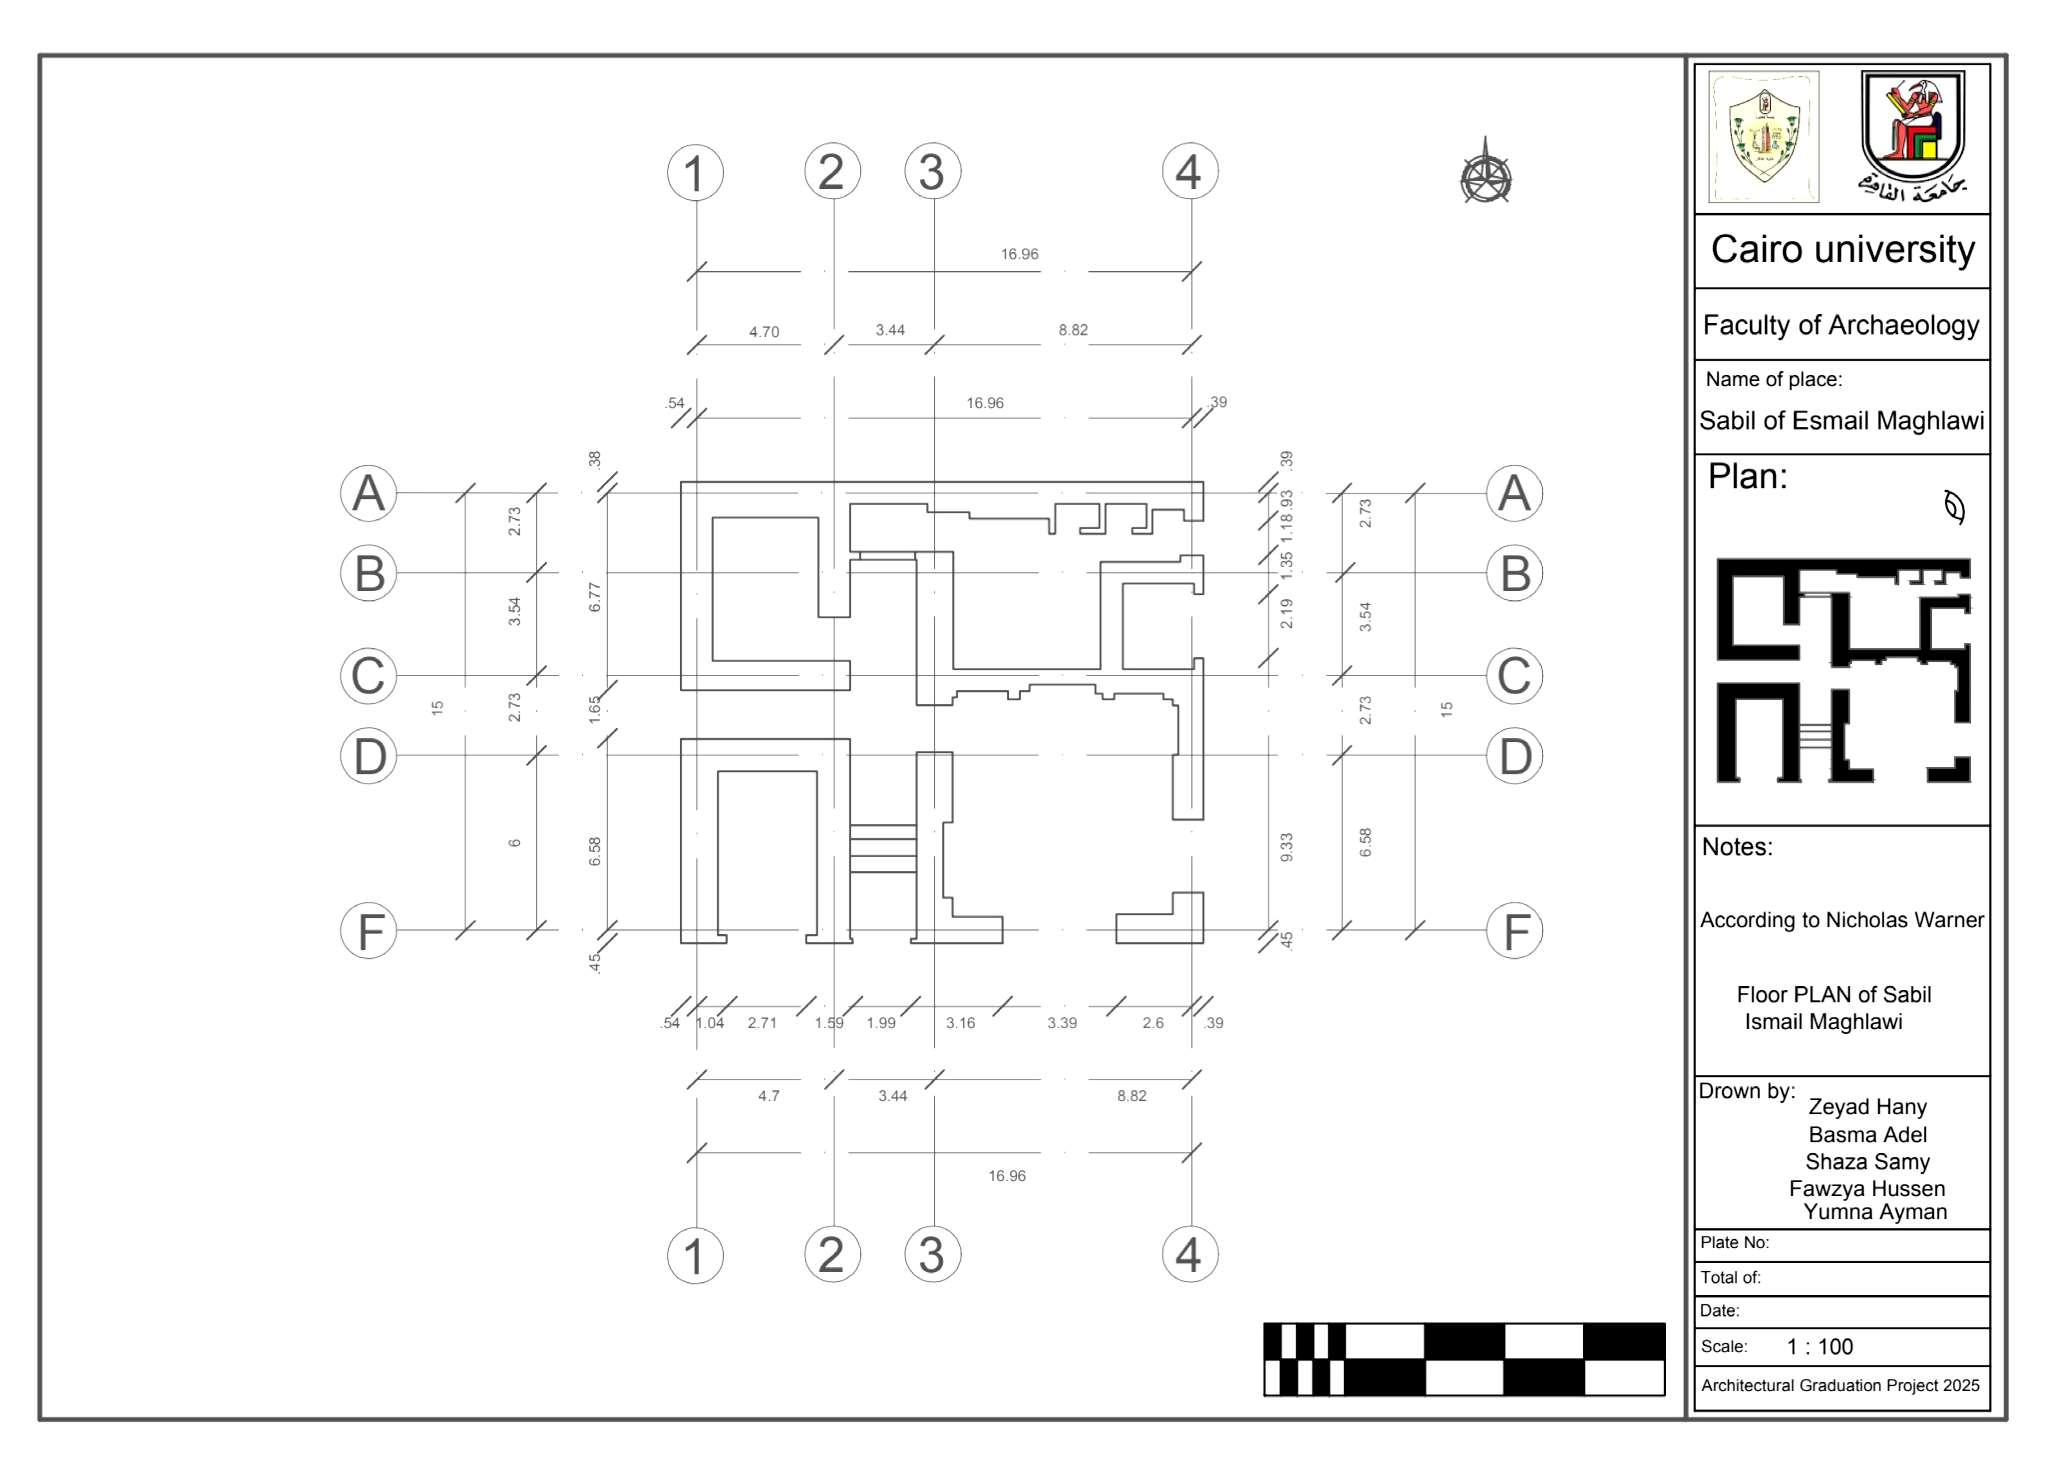 1 2 3 4
16.96
4.70 3.44 8.82
.54 16.96 .39
A A
B B
C C
D D
F F
15
2.73
3.54
2.73
6
.38
6.77
1.65
6.58
.45
.39
.93
1.18
1.35
2.19
9.33
.45
2.73
3.54
2.73
6.58
15
.54 1.04 2.71 1.59 1.99 3.16 3.39 2.6 .39
4.7 3.44 8.82
16.96
1 2 3 4
جامعة القاهرة
Cairo university
Faculty of Archaeology
Name of place:
Sabil of Esmail Maghlawi
Plan:
Notes:
According to Nicholas Warner
Floor PLAN of Sabil
Ismail Maghlawi
Drown by:
Zeyad Hany
Basma Adel
Shaza Samy
Fawzya Hussen
Yumna Ayman
Plate No:
Total of:
Date:
Scale: 1 : 100
Architectural Graduation Project 2025